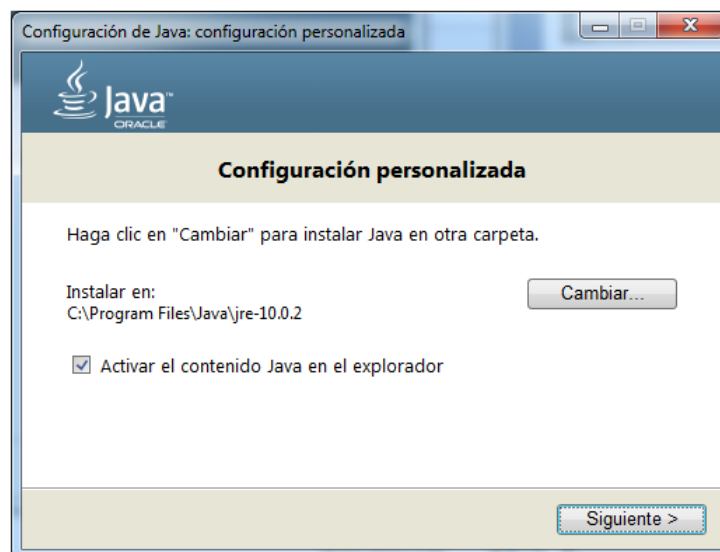 Configuración de Java: configuración personalizada
Java™
ORACLE
Configuración personalizada
Haga clic en "Cambiar" para instalar Java en otra carpeta.
Instalar en:
Cambiar...
C:\Program Files\Java\jre-10.0.2
Activar el contenido Java en el explorador
Siguiente >